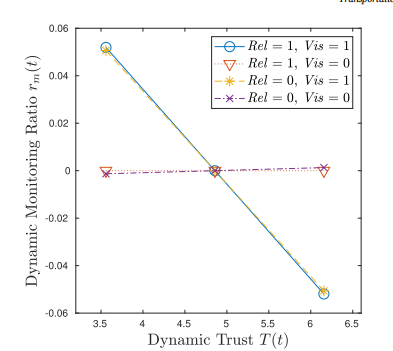 0.06
0.04
0.02
0
-0.02
-0.04
-0.06
Dynamic Monitoring Ratio r_m(t)
Rel = 1, Vis = 1
Rel = 1, Vis = 0
Rel = 0, Vis = 1
Rel = 0, Vis = 0
3.5 4 4.5 5 5.5 6 6.5
Dynamic Trust T(t)